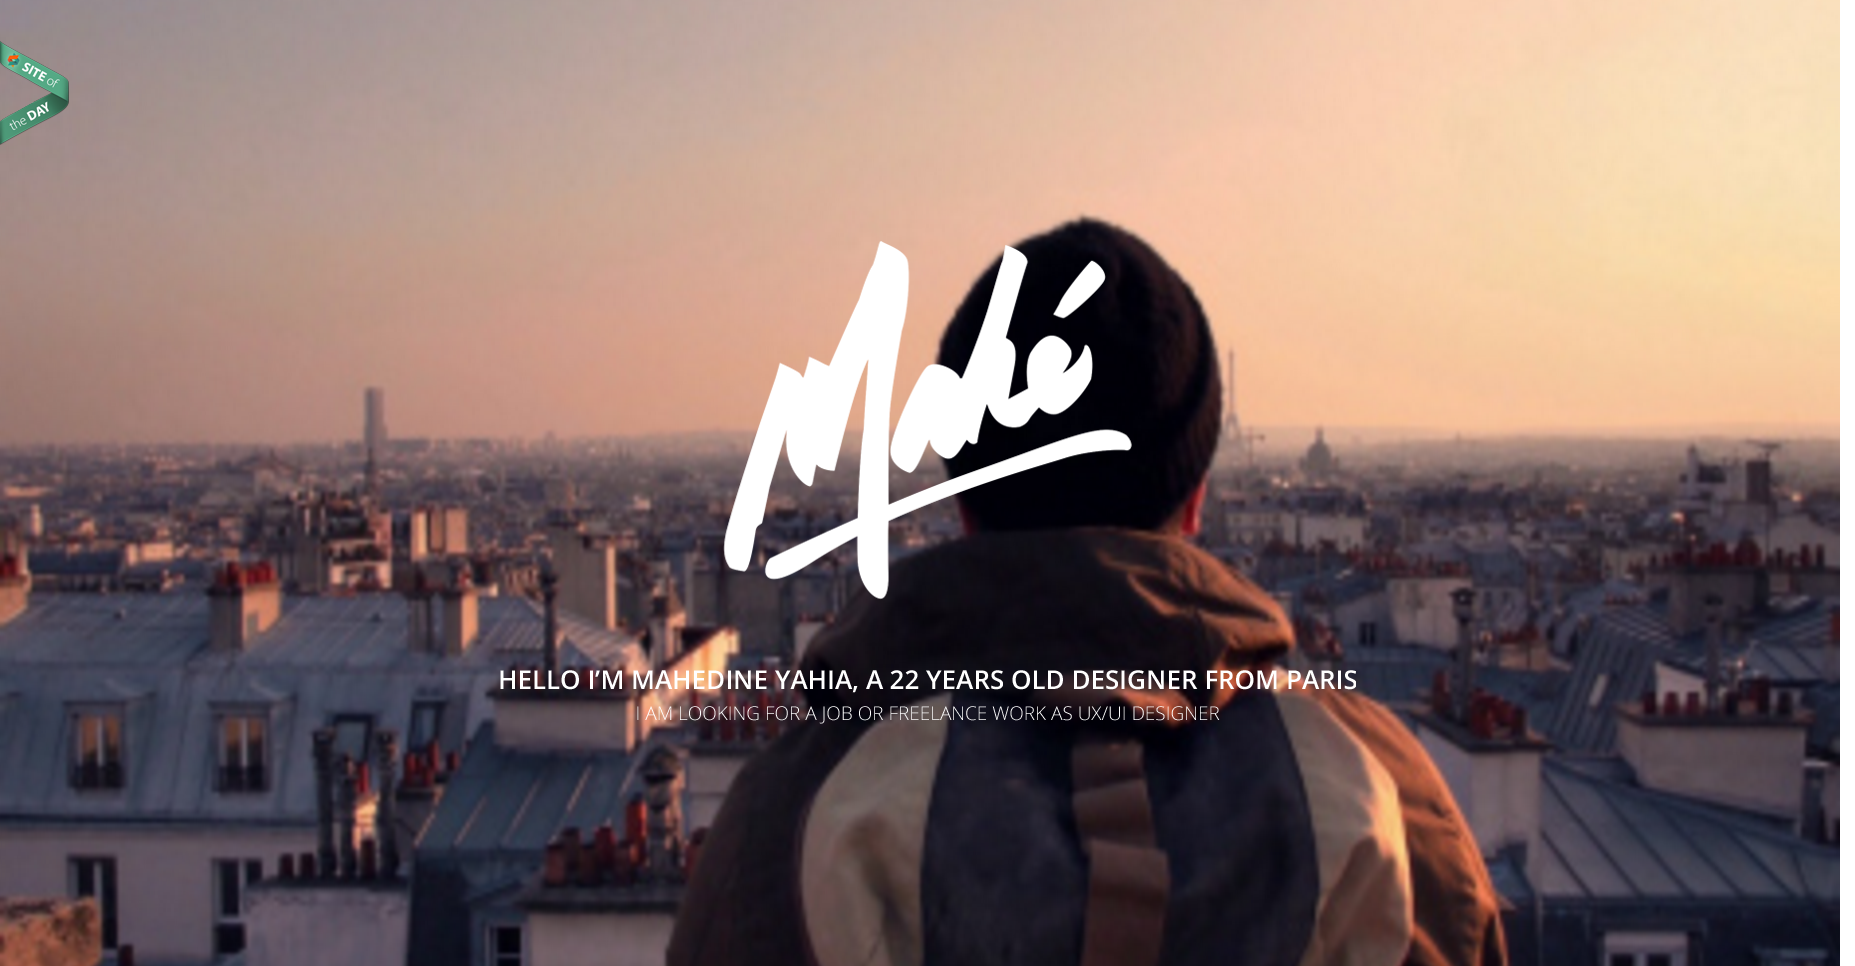 SITE of
the DAY
Mahé
HELLO I’M MAHEDINE YAHIA, A 22 YEARS OLD DESIGNER FROM PARIS
I AM LOOKING FOR A JOB OR FREELANCE WORK AS UX/UI DESIGNER